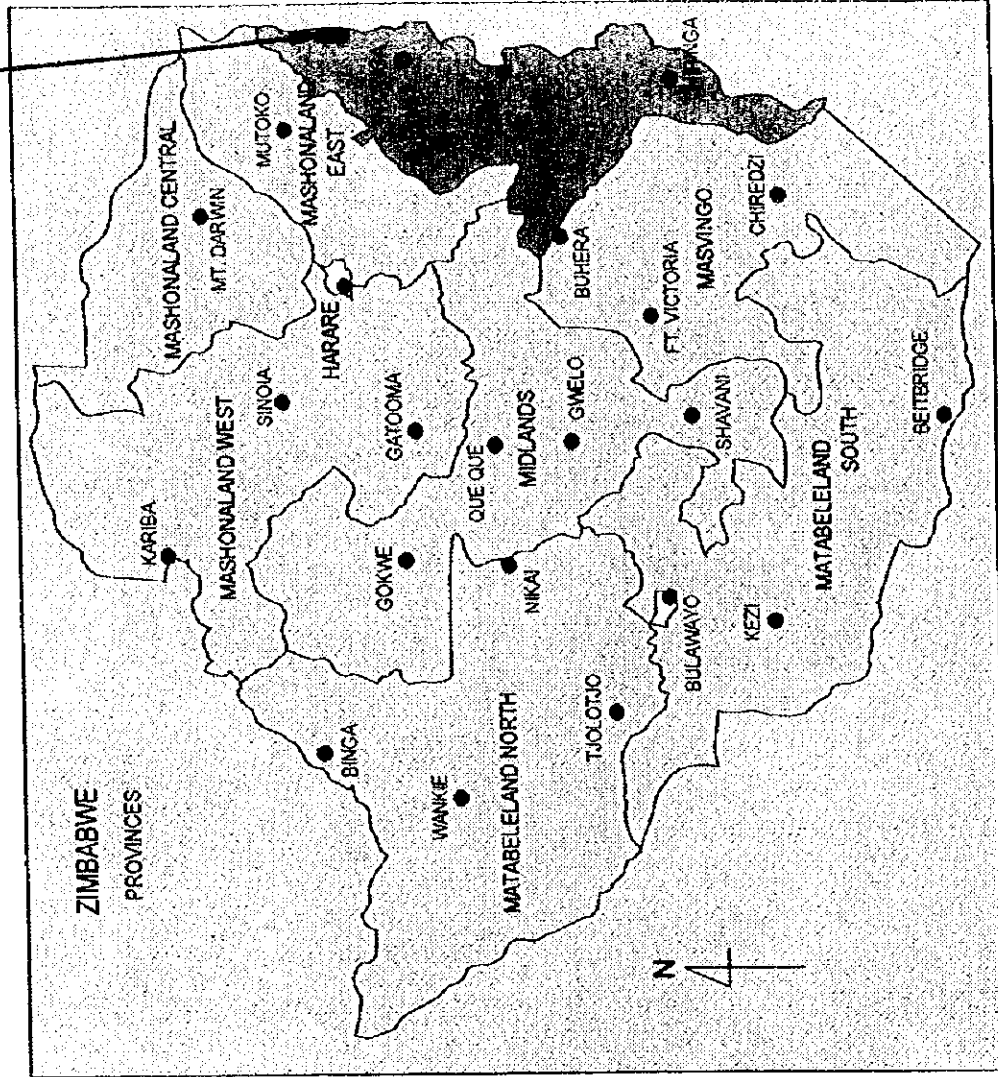 ZIMBABWE
PROVINCES
KARIBA
MASHONALAND CENTRAL
MT. DARWIN
MUTOKO
MASHONALAND WEST
SINOIA
MASHONALAND
EAST
HARARE
BINGA
GOKWE
GATOOMA
WANKIE
QUE QUE
NIKAI
MIDLANDS
MATABELELAND NORTH
GWELO
BUHERA
TJOLOTJO
FT. VICTORIA
MASVINGO
BULAWAYO
SHAVANI
CHIREDZI
KEZI
MATABELELAND
SOUTH
BEITBRIDGE
N